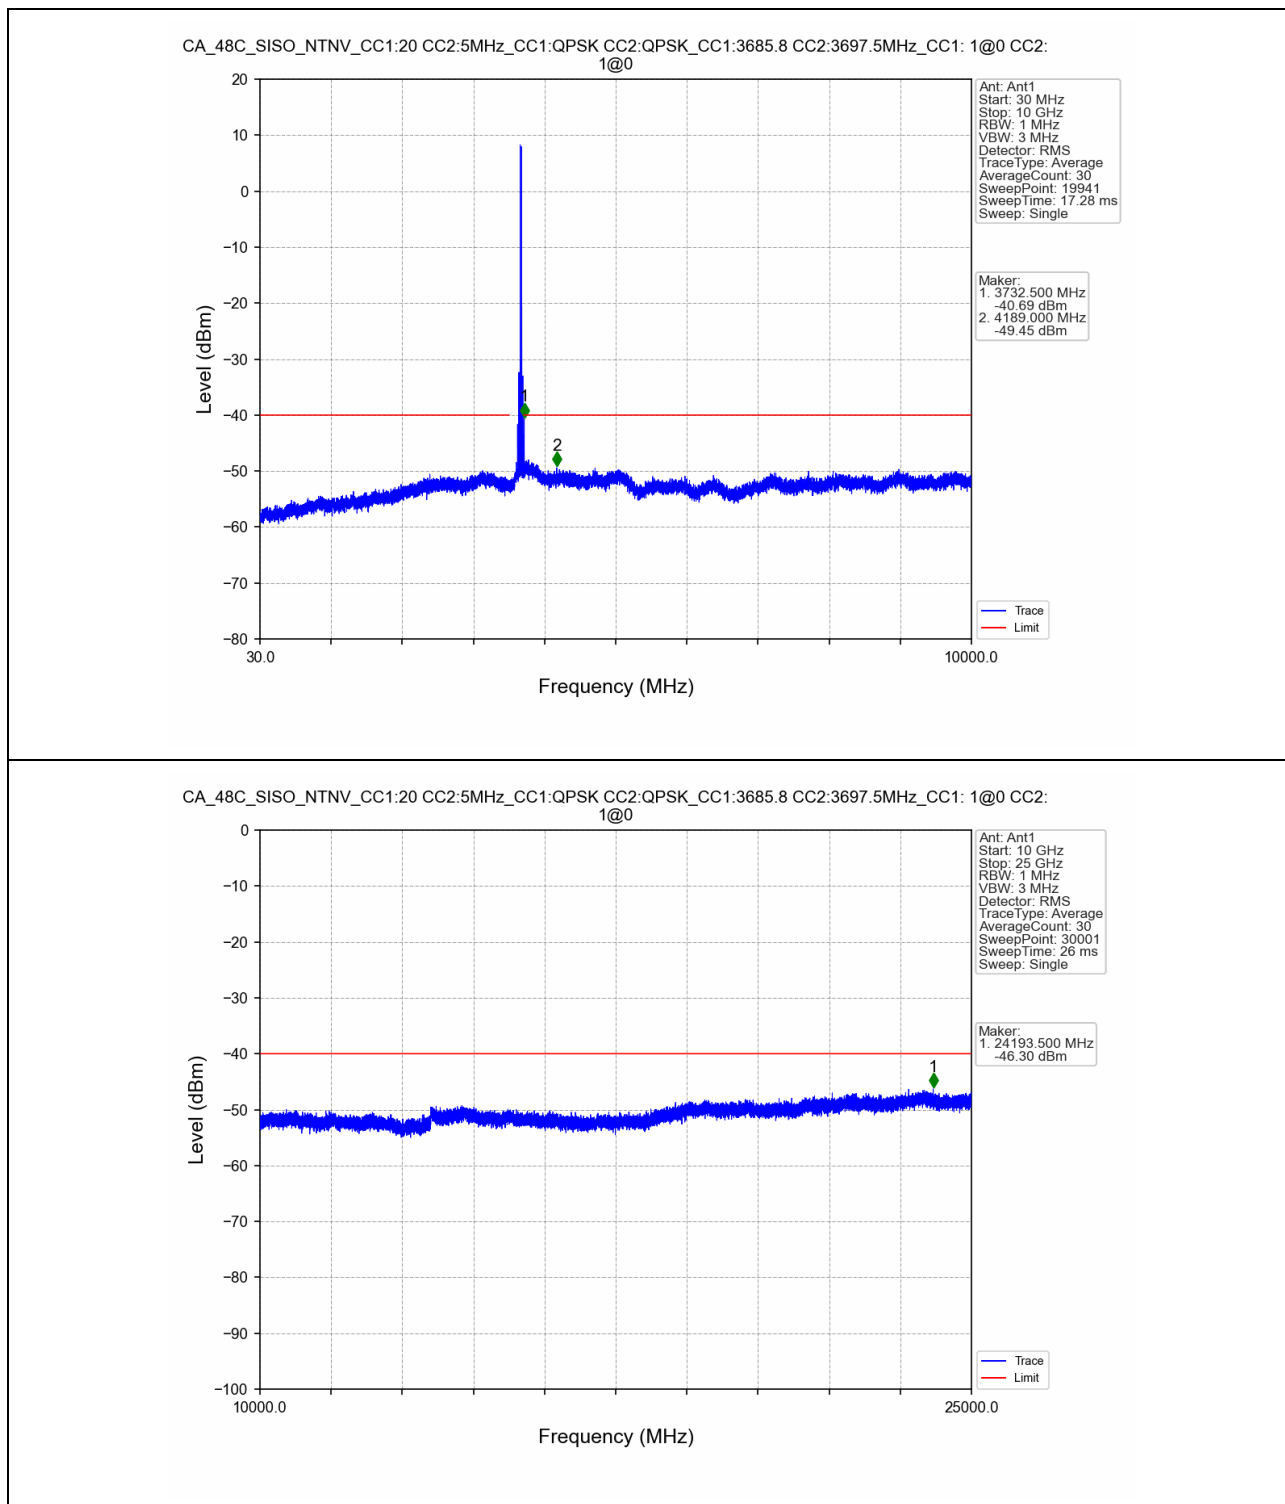 CA_48C_SISO_NTNV_CC1:20 CC2:5MHz_CC1:QPSK CC2:QPSK_CC1:3685.8 CC2:3697.5MHz_CC1: 1@0 CC2:
1@0
20
10
0
−10
−20
−30
−40
−50
−60
−70
−80
Level (dBm)
1
2
30.0
10000.0
Frequency (MHz)
Ant: Ant1
Start: 30 MHz
Stop: 10 GHz
RBW: 1 MHz
VBW: 3 MHz
Detector: RMS
TraceType: Average
AverageCount: 30
SweepPoint: 19941
SweepTime: 17.28 ms
Sweep: Single
Maker:
1. 3732.500 MHz
-40.69 dBm
2. 4189.000 MHz
-49.45 dBm
Trace
Limit
CA_48C_SISO_NTNV_CC1:20 CC2:5MHz_CC1:QPSK CC2:QPSK_CC1:3685.8 CC2:3697.5MHz_CC1: 1@0 CC2:
1@0
0
−10
−20
−30
−40
−50
−60
−70
−80
−90
−100
Level (dBm)
1
10000.0
25000.0
Frequency (MHz)
Ant: Ant1
Start: 10 GHz
Stop: 25 GHz
RBW: 1 MHz
VBW: 3 MHz
Detector: RMS
TraceType: Average
AverageCount: 30
SweepPoint: 30001
SweepTime: 26 ms
Sweep: Single
Maker:
1. 24193.500 MHz
-46.30 dBm
Trace
Limit